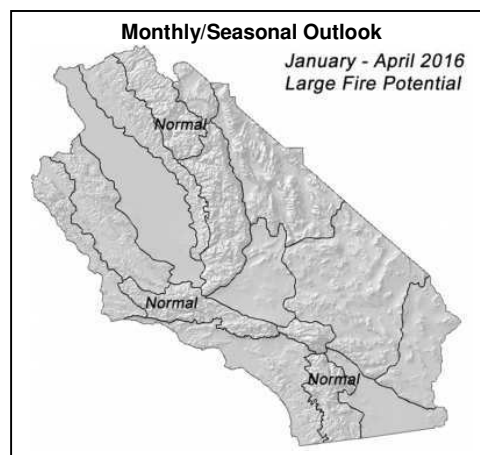 Monthly/Seasonal Outlook
January - April 2016
Large Fire Potential
Normal
Normal
Normal